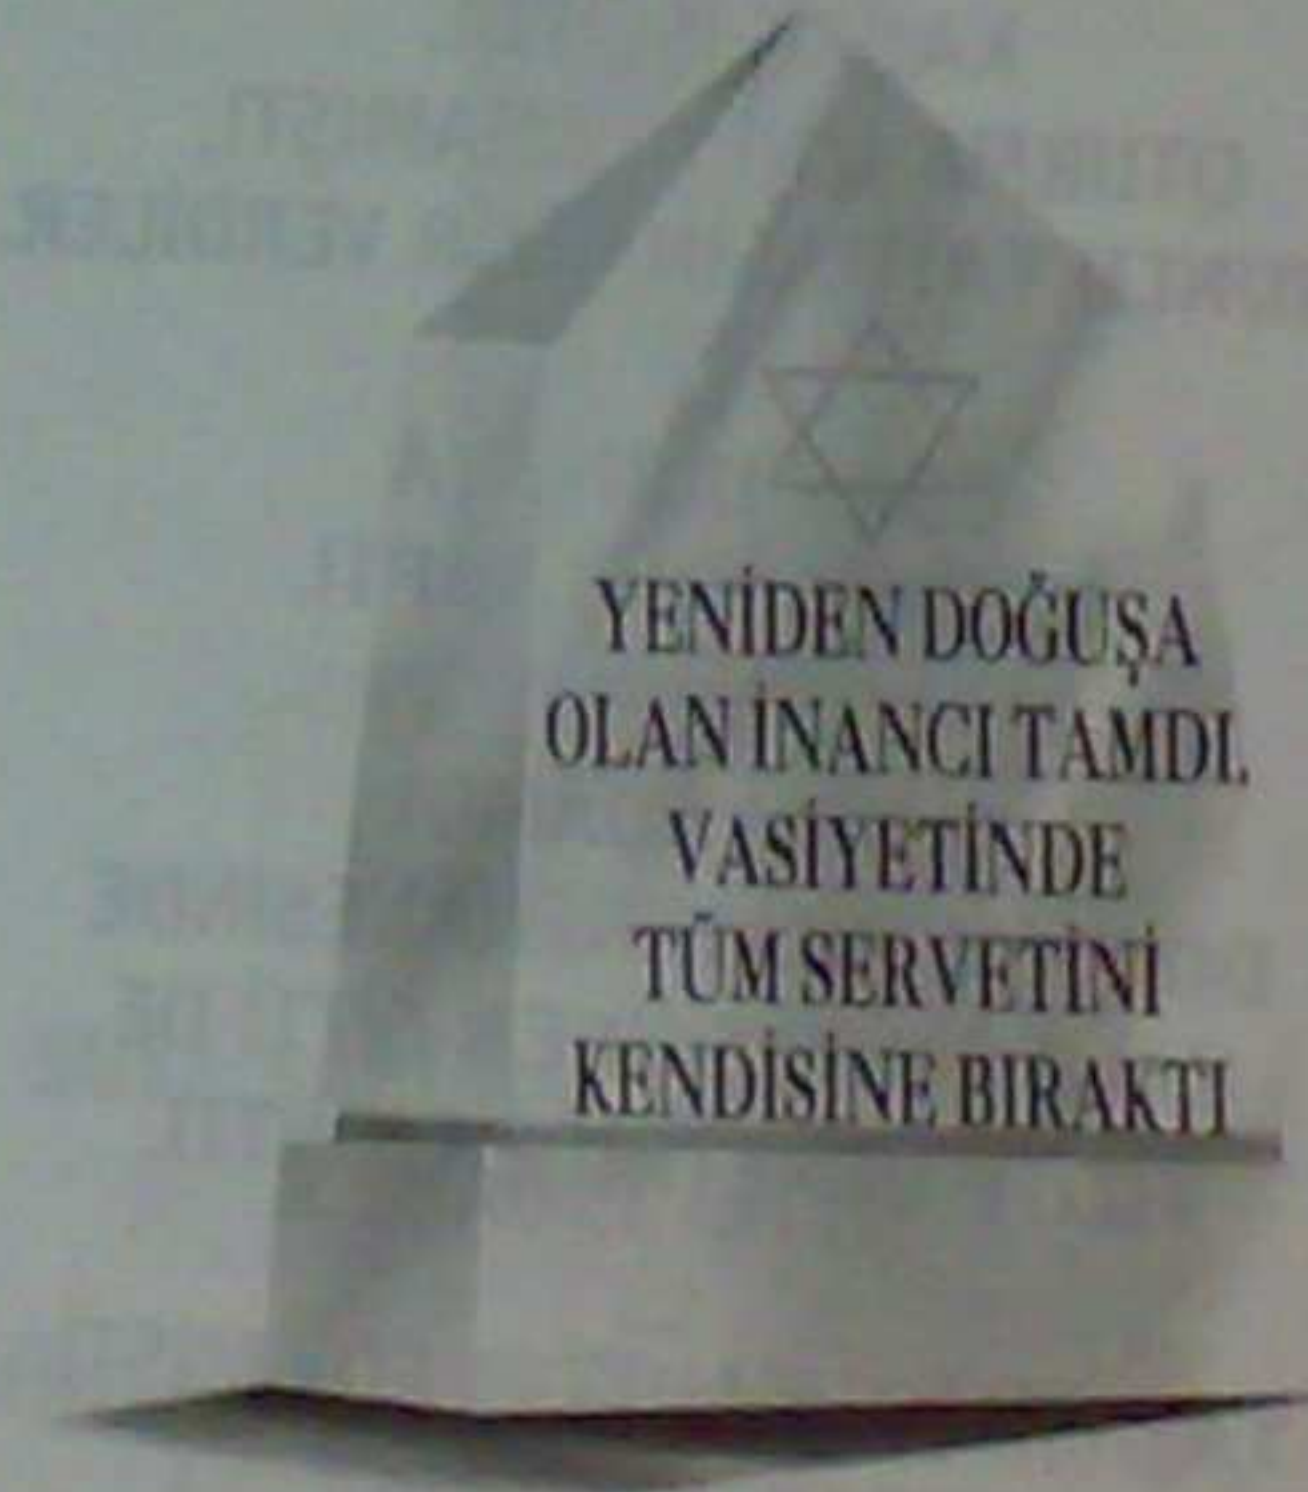 YENİDEN DOĞUŞA
OLAN İNANCI TAMDI.
VASİYETİNDE
TÜM SERVETİNİ
KENDİSİNE BIRAKTI